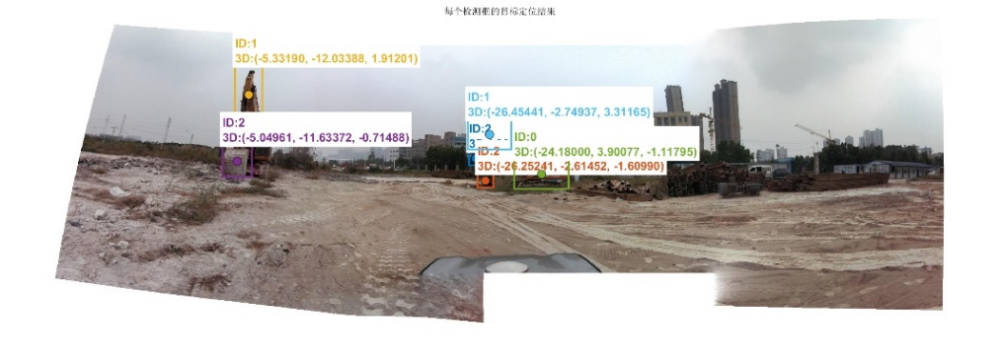 每个检测框的目标定位结果
ID:1
3D:(-5.33190, -12.03388, 1.91201)
ID:2
3D:(-5.04961, -11.63372, -0.71488)
ID:1
3D:(-26.45441, -2.74937, 3.31165)
ID:2
ID:0
3D:(-24.18000, 3.90077, -1.11795)
ID:2
3D:(-26.25241, -2.61452, -1.60990)